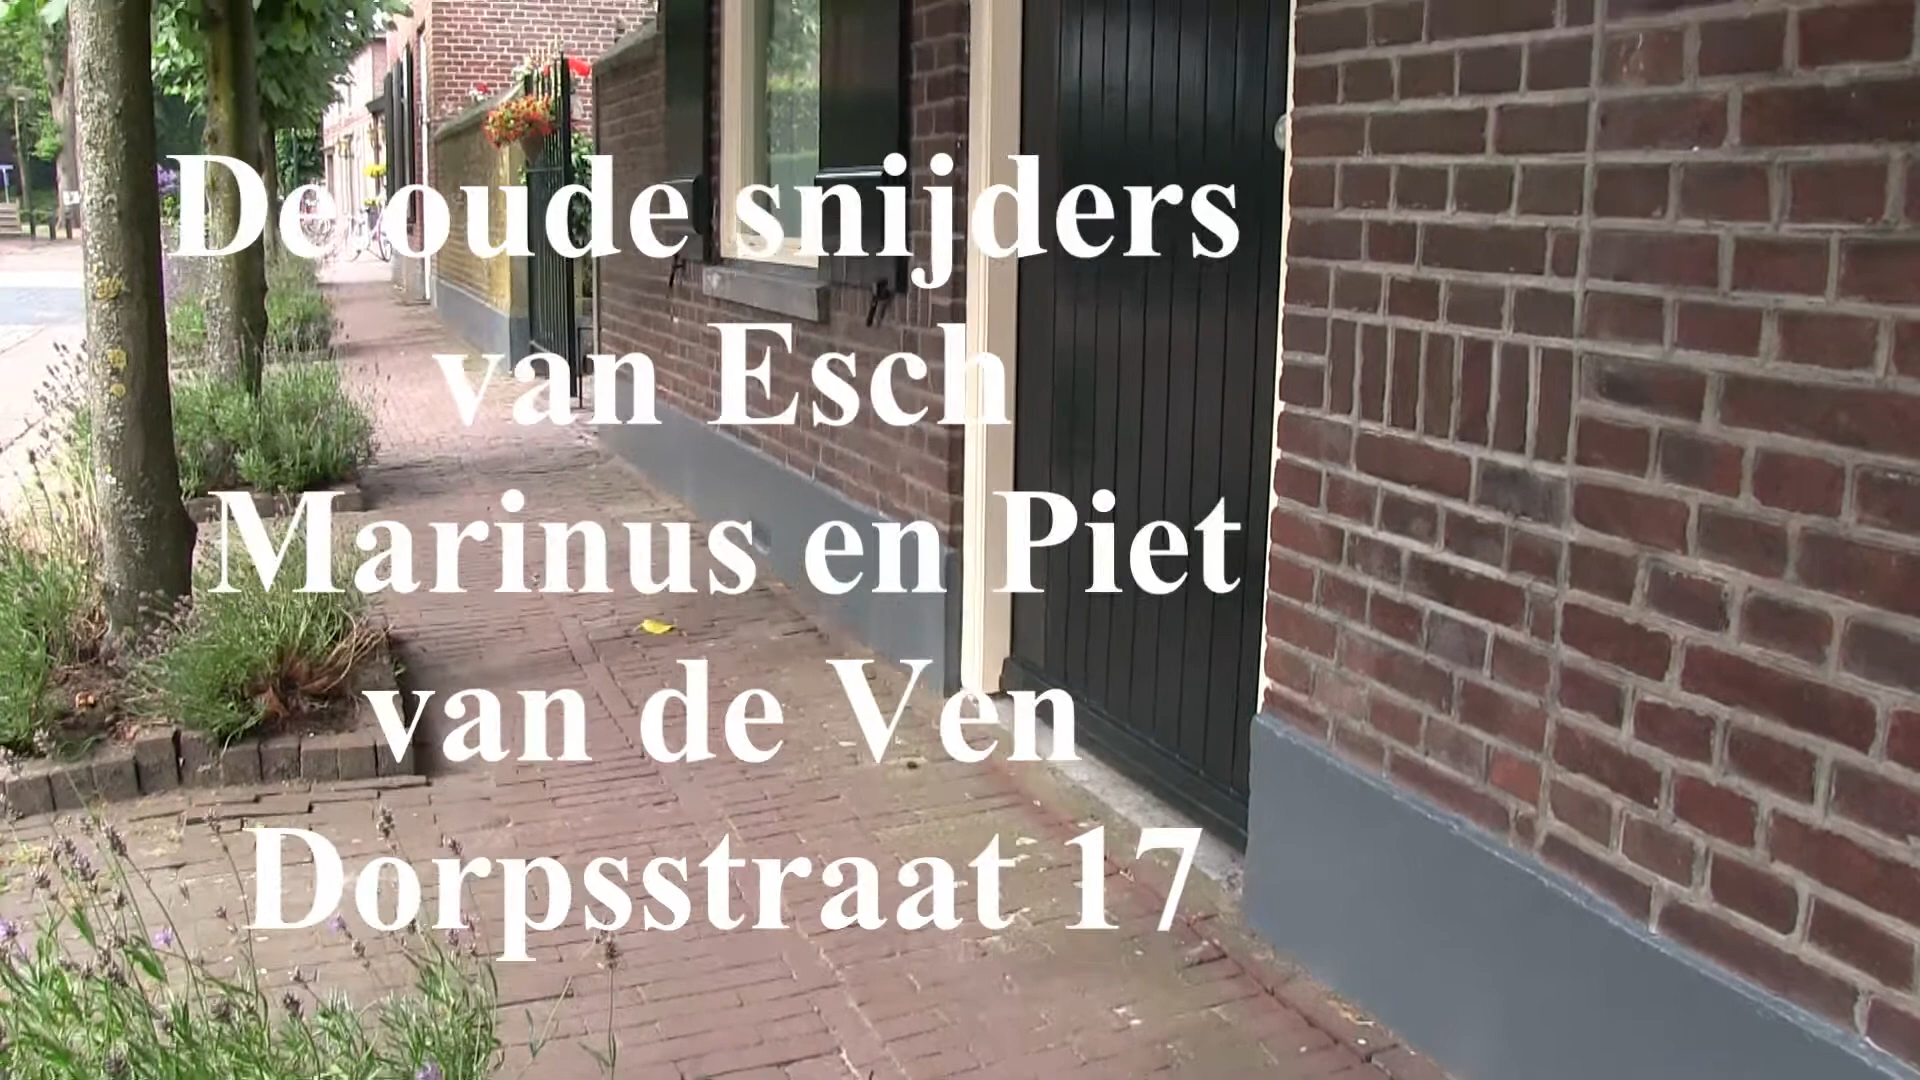 De oude snijders
van Esch
Marinus en Piet
van de Ven
Dorpsstraat 17